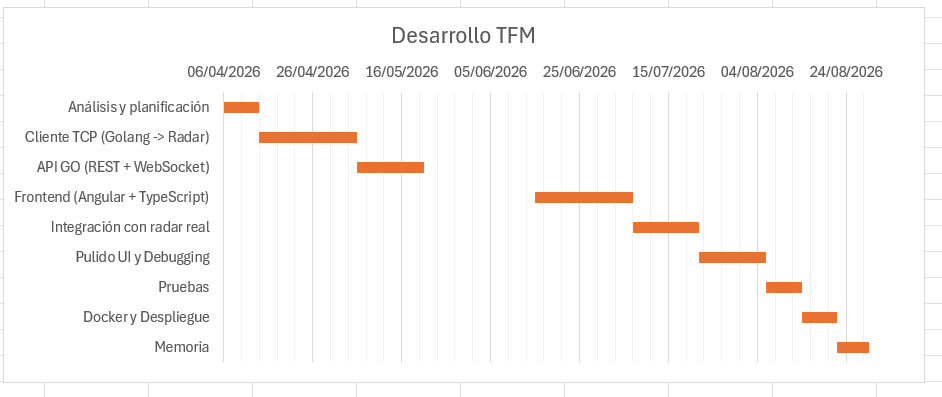 Desarrollo TFM
06/04/2026 26/04/2026 16/05/2026 05/06/2026 25/06/2026 15/07/2026 04/08/2026 24/08/2026
Análisis y planificación
Cliente TCP (Golang -> Radar)
API GO (REST + WebSocket)
Frontend (Angular + TypeScript)
Integración con radar real
Pulido UI y Debugging
Pruebas
Docker y Despliegue
Memoria